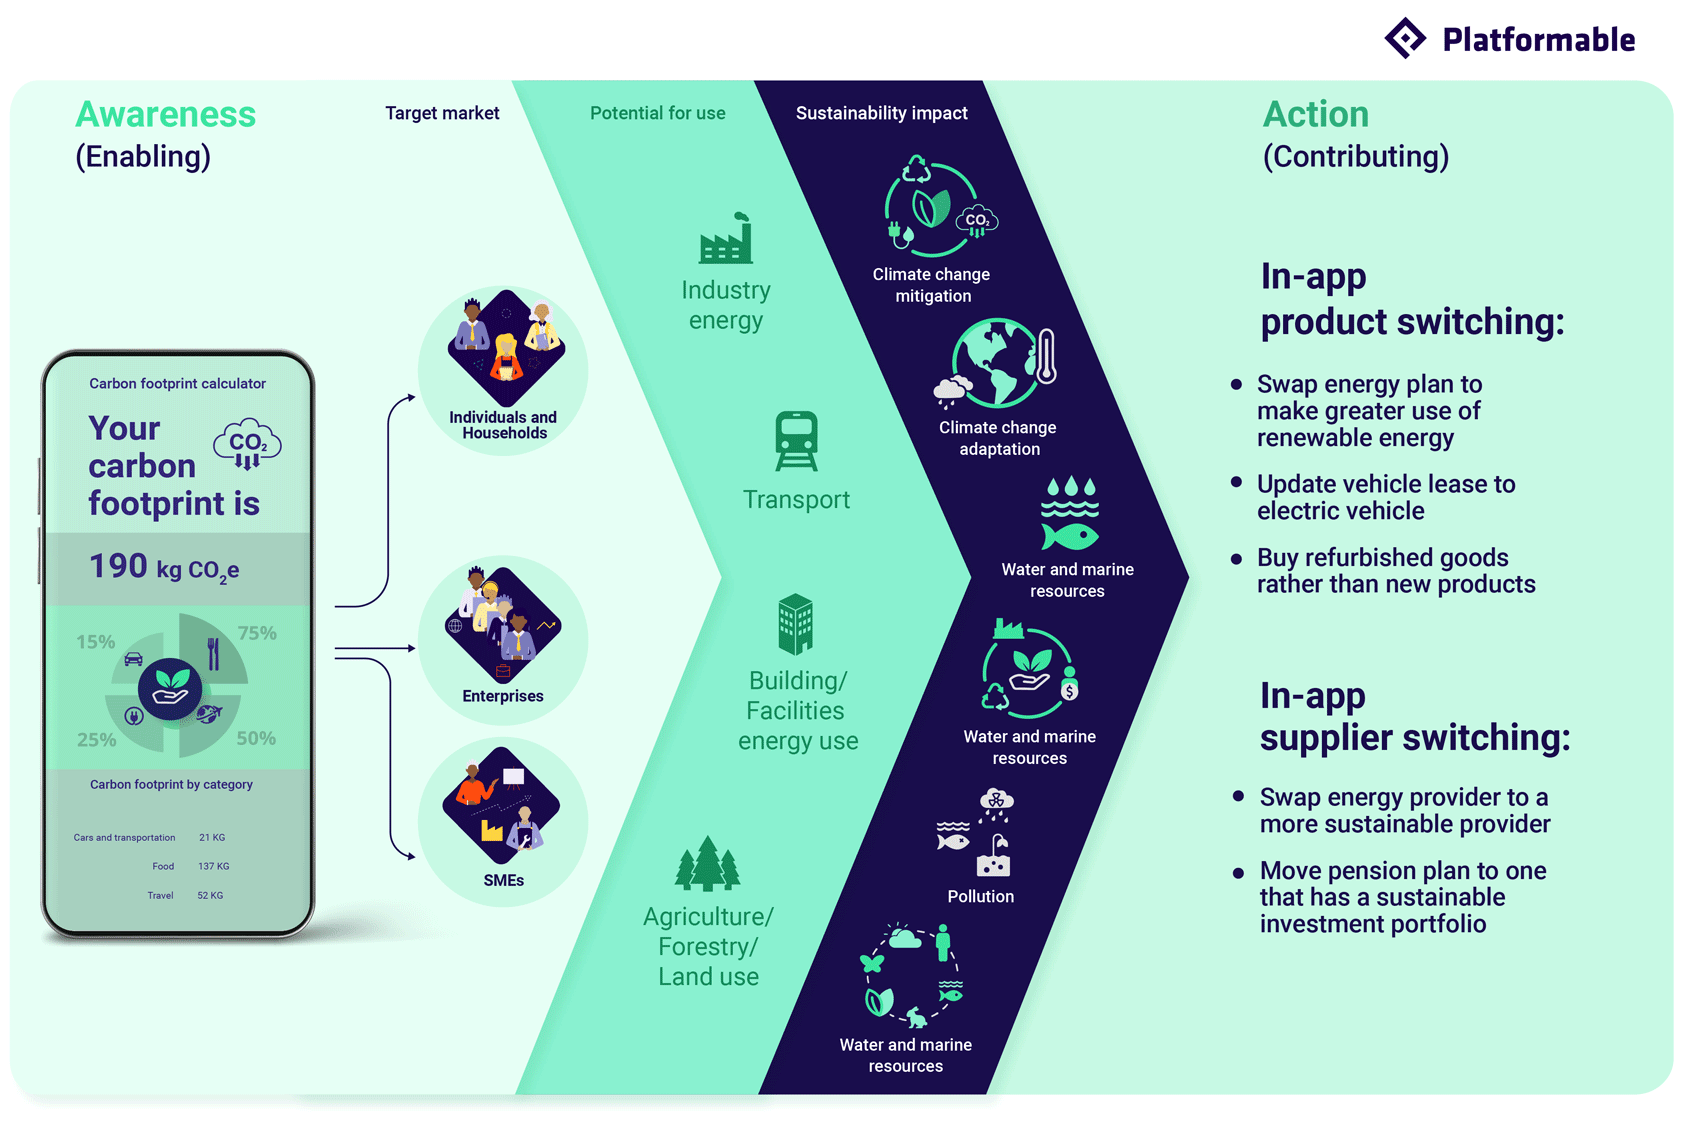 Platformable
Awareness
(Enabling)
Target market
Potential for use
Sustainability impact
Action
(Contributing)
Carbon footprint calculator
Your
carbon
footprint is
CO2
190 kg CO2e
15%
75%
25%
50%
Carbon footprint by category
Cars and transportation 21 KG
Food 137 KG
Travel 52 KG
Individuals and
Households
Enterprises
SMEs
Industry
energy
Transport
Building/
Facilities
energy use
Agriculture/
Forestry/
Land use
CO2
Climate change
mitigation
Climate change
adaptation
Water and marine
resources
$
Water and marine
resources
Pollution
Water and marine
resources
In-app
product switching:
• Swap energy plan to
make greater use of
renewable energy
• Update vehicle lease to
electric vehicle
• Buy refurbished goods
rather than new products
In-app
supplier switching:
• Swap energy provider to a
more sustainable provider
• Move pension plan to one
that has a sustainable
investment portfolio